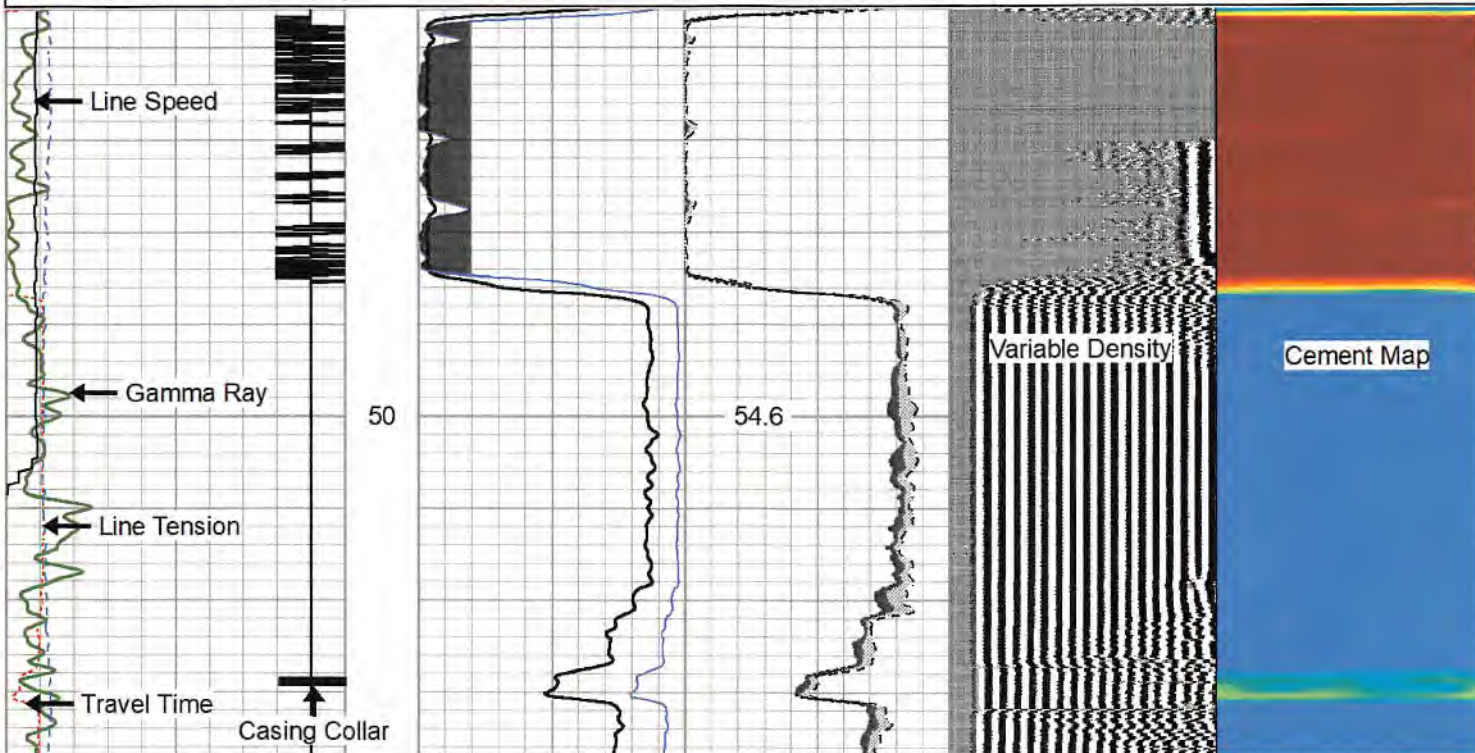 Line Speed
Variable Density
Cement Map
Gamma Ray
50
54.6
Line Tension
Travel Time
Casing Collar